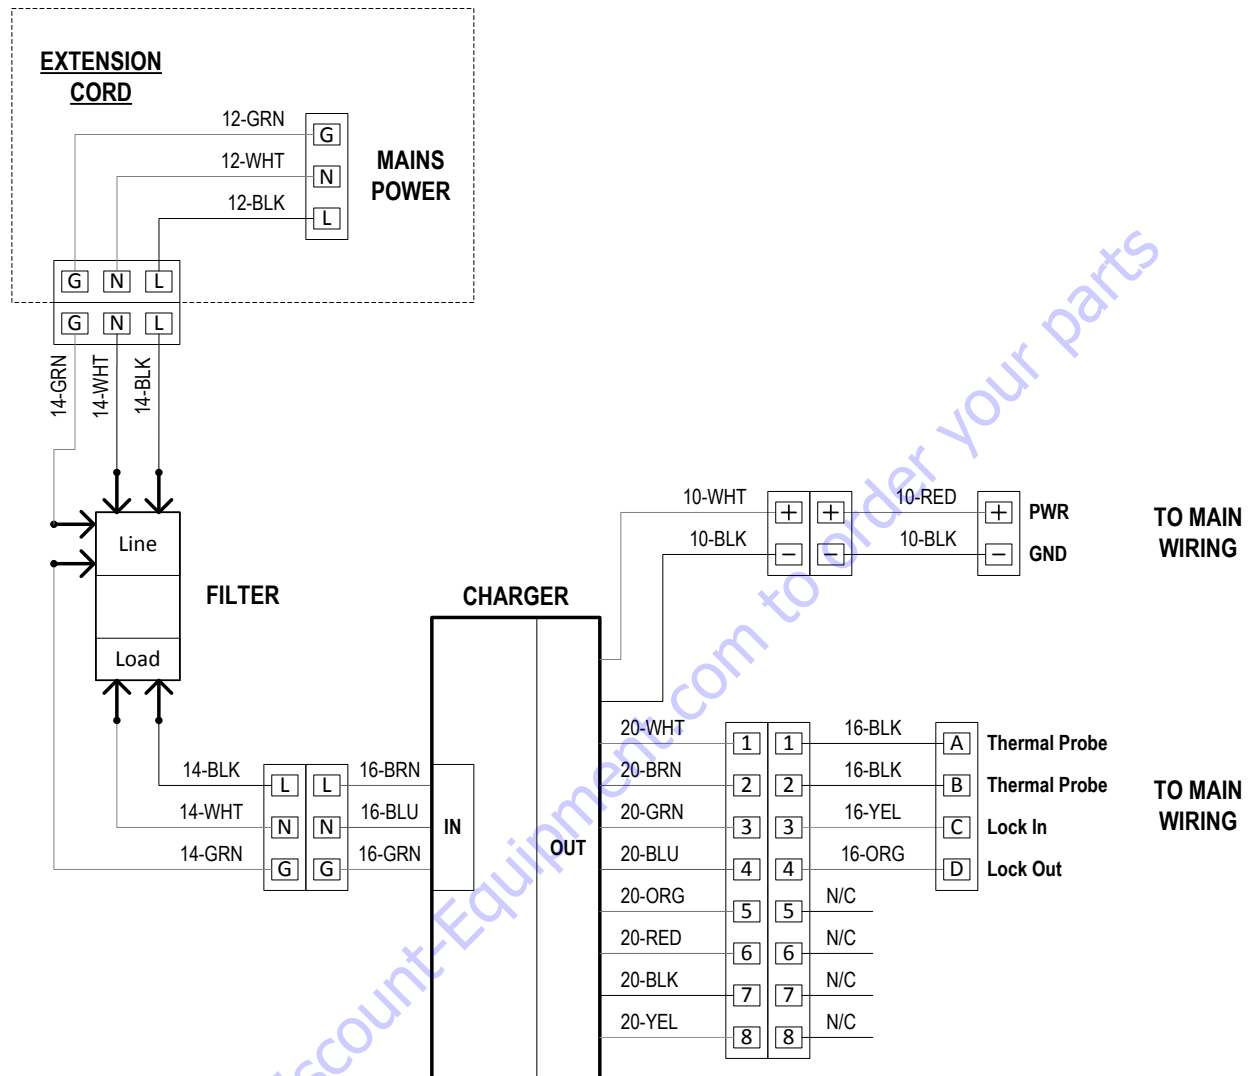 EXTENSION
CORD
12-GRN
G
12-WHT
N
12-BLK
L
MAINS
POWER
G N L
G N L
14-GRN
14-WHT
14-BLK
Line
Load
FILTER
CHARGER
10-WHT
+ +
10-RED
+
PWR
10-BLK
− −
10-BLK
−
GND
TO MAIN
WIRING
14-BLK
L L
16-BRN
14-WHT
N N
16-BLU
14-GRN
G G
16-GRN
IN
OUT
20-WHT
1 1
16-BLK
A
Thermal Probe
20-BRN
2 2
16-BLK
B
Thermal Probe
20-GRN
3 3
16-YEL
C
Lock In
20-BLU
4 4
16-ORG
D
Lock Out
TO MAIN
WIRING
20-ORG
5 5
N/C
20-RED
6 6
N/C
20-BLK
7 7
N/C
20-YEL
8 8
N/C
iscount-Equipment.com to order your parts